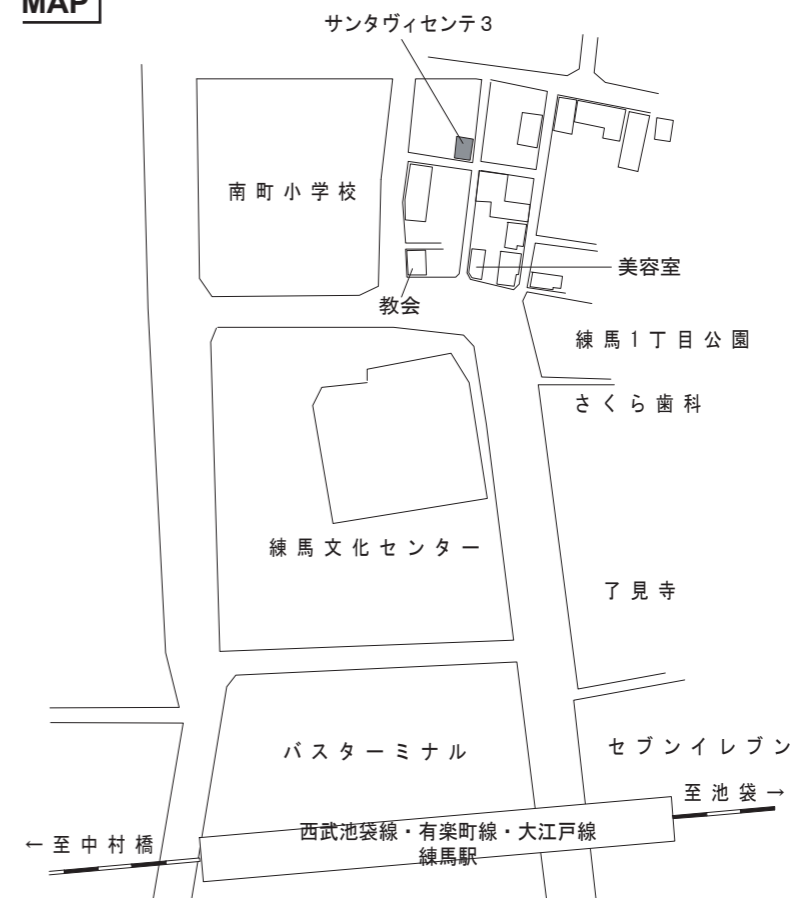 MAP
サンタヴィセンテ3
南町小学校
美容室
教会
練馬1丁目公園
さくら歯科
練馬文化センター
了見寺
バスターミナル
セブンイレブン
至池袋→
←至中村橋
西武池袋線・有楽町線・大江戸線
練馬駅